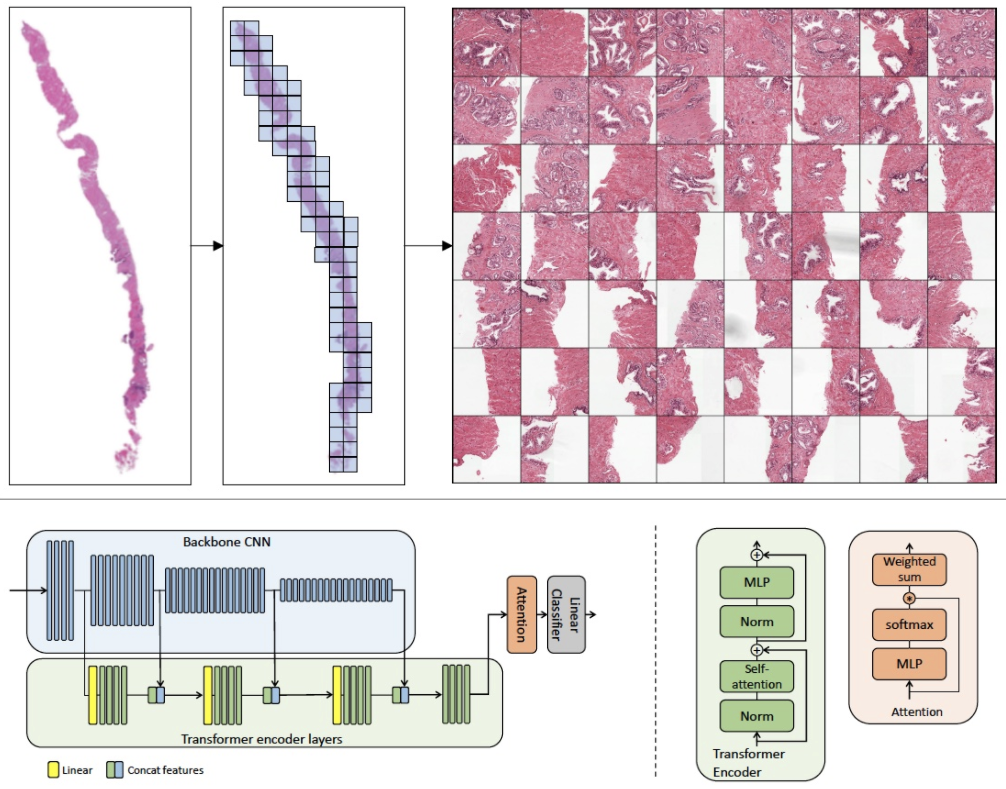 Backbone CNN
Attention
Linear
Classifier
Transformer encoder layers
Linear
Concat features
MLP
Norm
Self-
attention
Norm
Transformer
Encoder
Weighted
sum
softmax
MLP
Attention